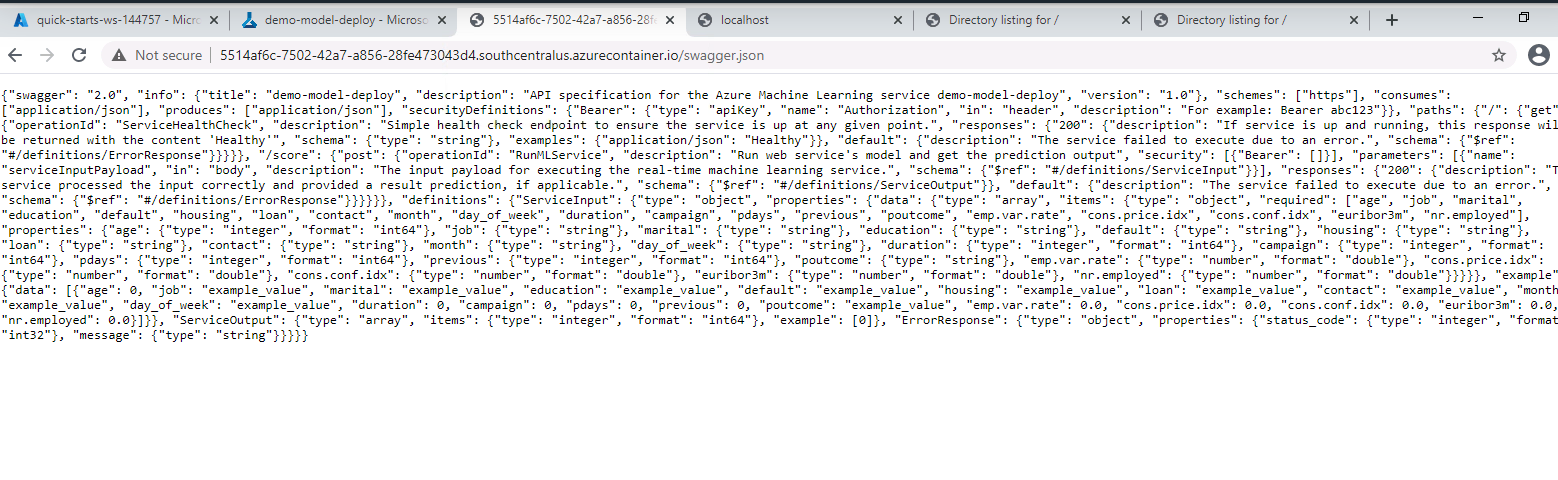 quick-starts-ws-144757 - Micro
demo-model-deploy - Microso
5514af6c-7502-42a7-a856-28fe
localhost
Directory listing for /
Directory listing for /
Not secure
5514af6c-7502-42a7-a856-28fe473043d4.southcentralus.azurecontainer.io/swagger.json
{"swagger": "2.0", "info": {"title": "demo-model-deploy", "description": "API specification for the Azure Machine Learning service demo-model-deploy", "version": "1.0"}, "schemes": ["https"], "consumes":
["application/json"], "produces": ["application/json"], "securityDefinitions": {"Bearer": {"type": "apiKey", "name": "Authorization", "in": "header", "description": "For example: Bearer abc123"}}, "paths": {"/": {"get"
{"operationId": "ServiceHealthCheck", "description": "Simple health check endpoint to ensure the service is up at any given point.", "responses": {"200": {"description": "If service is up and running, this response wil
be returned with the content 'Healthy'", "schema": {"type": "string"}, "examples": {"application/json": "Healthy"}}, "default": {"description": "The service failed to execute due to an error.", "schema": {"$ref":
"#/definitions/ErrorResponse"}}}}}, "/score": {"post": {"operationId": "RunMLService", "description": "Run web service's model and get the prediction output", "security": [{"Bearer": []}], "parameters": [{"name":
"serviceInputPayload", "in": "body", "description": "The input payload for executing the real-time machine learning service.", "schema": {"$ref": "#/definitions/ServiceInput"}}], "responses": {"200": {"description": "T
service processed the input correctly and provided a result prediction, if applicable.", "schema": {"$ref": "#/definitions/ServiceOutput"}}, "default": {"description": "The service failed to execute due to an error.",
"schema": {"$ref": "#/definitions/ErrorResponse"}}}}}}, "definitions": {"ServiceInput": {"type": "object", "properties": {"data": {"type": "array", "items": {"type": "object", "required": ["age", "job", "marital",
"education", "default", "housing", "loan", "contact", "month", "day_of_week", "duration", "campaign", "pdays", "previous", "poutcome", "emp.var.rate", "cons.price.idx", "cons.conf.idx", "euribor3m", "nr.employed"],
"properties": {"age": {"type": "integer", "format": "int64"}, "job": {"type": "string"}, "marital": {"type": "string"}, "education": {"type": "string"}, "default": {"type": "string"}, "housing": {"type": "string"},
"loan": {"type": "string"}, "contact": {"type": "string"}, "month": {"type": "string"}, "day_of_week": {"type": "string"}, "duration": {"type": "integer", "format": "int64"}, "campaign": {"type": "integer", "format":
"int64"}, "pdays": {"type": "integer", "format": "int64"}, "previous": {"type": "integer", "format": "int64"}, "poutcome": {"type": "string"}, "emp.var.rate": {"type": "number", "format": "double"}, "cons.price.idx":
{"type": "number", "format": "double"}, "cons.conf.idx": {"type": "number", "format": "double"}, "euribor3m": {"type": "number", "format": "double"}, "nr.employed": {"type": "number", "format": "double"}}}}}, "example"
{"data": [{"age": 0, "job": "example_value", "marital": "example_value", "education": "example_value", "default": "example_value", "housing": "example_value", "loan": "example_value", "contact": "example_value", "month
"example_value", "day_of_week": "example_value", "duration": 0, "campaign": 0, "pdays": 0, "previous": 0, "poutcome": "example_value", "emp.var.rate": 0.0, "cons.price.idx": 0.0, "cons.conf.idx": 0.0, "euribor3m": 0.0,
"nr.employed": 0.0}]}}, "ServiceOutput": {"type": "array", "items": {"type": "integer", "format": "int64"}, "example": [0]}, "ErrorResponse": {"type": "object", "properties": {"status_code": {"type": "integer", "format
"int32"}, "message": {"type": "string"}}}}}